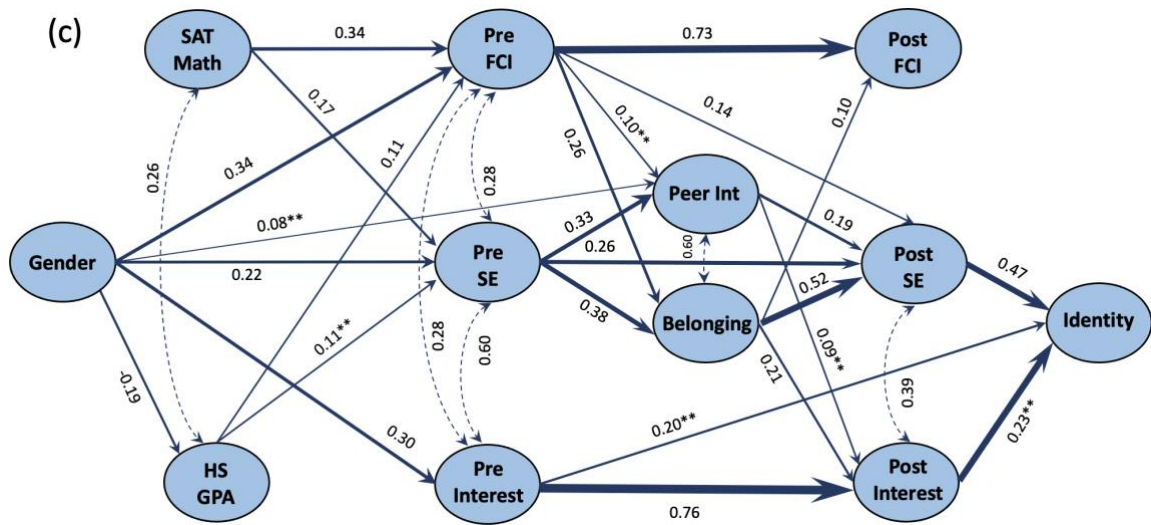 (c)
SAT
Math
0.34
Pre
FCI
0.73
Post
FCI
0.17
0.10**
0.14
0.10
0.26
0.26
0.34
0.11
0.28
Peer Int
0.08**
0.33
0.19
Gender
0.22
Pre
SE
0.26
0.60
Post
SE
0.47
0.38
Belonging
0.52
Identity
-0.19
0.11**
0.28
0.60
0.21
0.09**
0.39
0.30
0.20**
0.23**
HS
GPA
Pre
Interest
0.76
Post
Interest